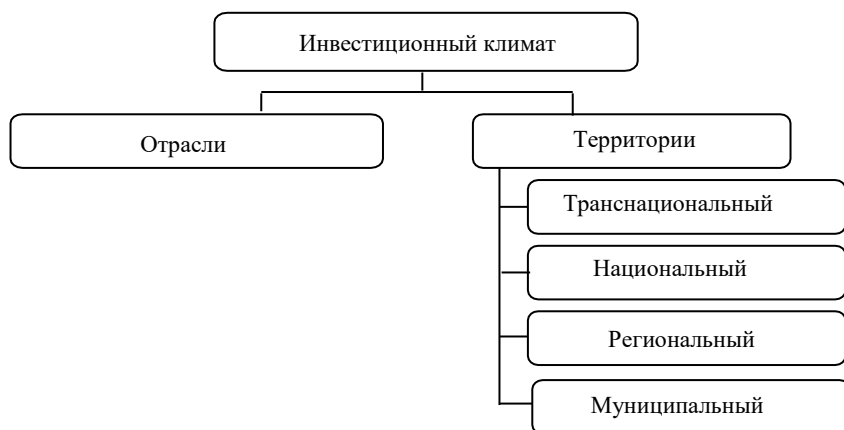 Инвестиционный климат
Отрасли
Территории
Транснациональный
Национальный
Региональный
Муниципальный